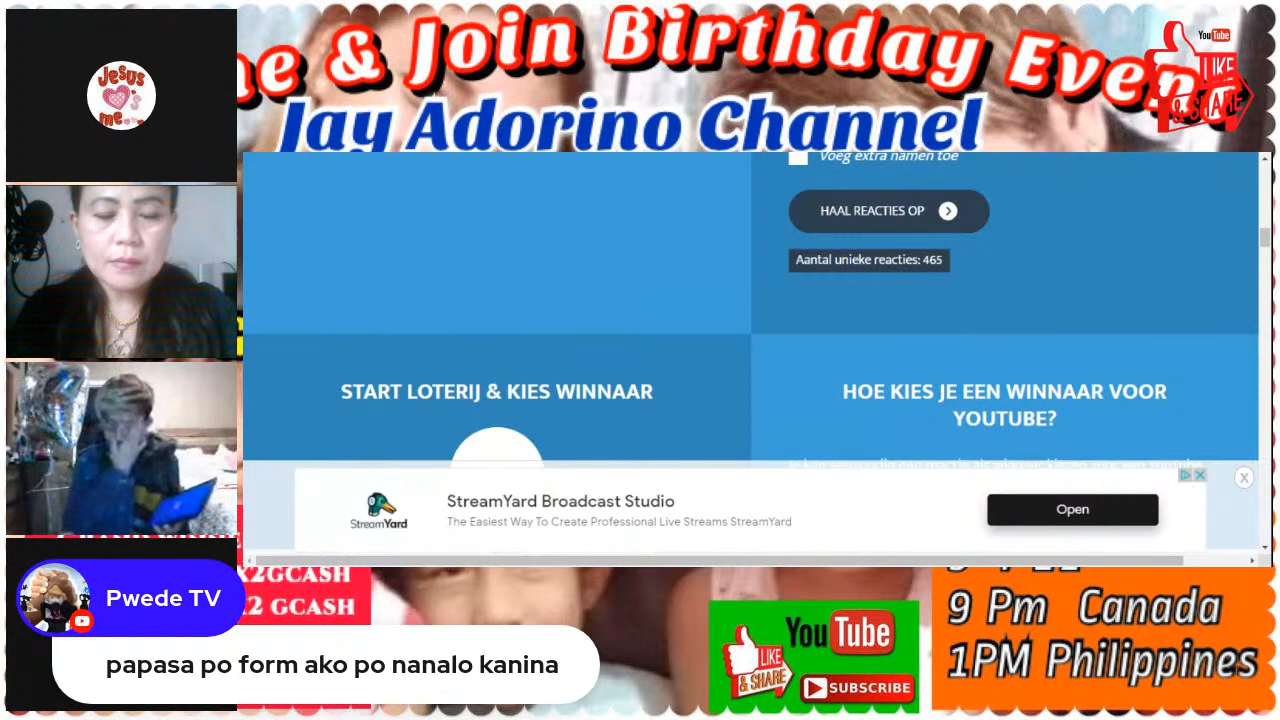 & Join Birthday
Jay Adorino Channel
YouTube
LIKE
& SHARE
Jesus
me
Voeg extra namen toe
HAAL REACTIES OP
Aantal unieke reacties: 465
START LOTERIJ & KIES WINNAAR
HOE KIES JE EEN WINNAAR VOOR
YOUTUBE?
StreamYard
StreamYard Broadcast Studio
The Easiest Way To Create Professional Live Streams StreamYard
Open
X
GCASH
GCASH
Pwede TV
papasa po form ako po nanalo kanina
YouTube
LIKE
& SHARE
SUBSCRIBE
9 Pm Canada
1PM Philippines